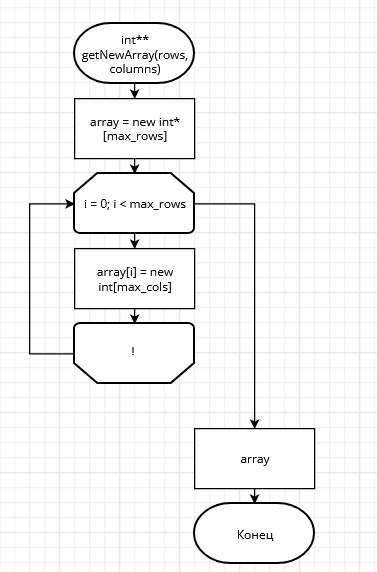 int**
getNewArray(rows,
columns)
array = new int*
[max_rows]
i = 0; i < max_rows
array[i] = new
int[max_cols]
!
array
Конец